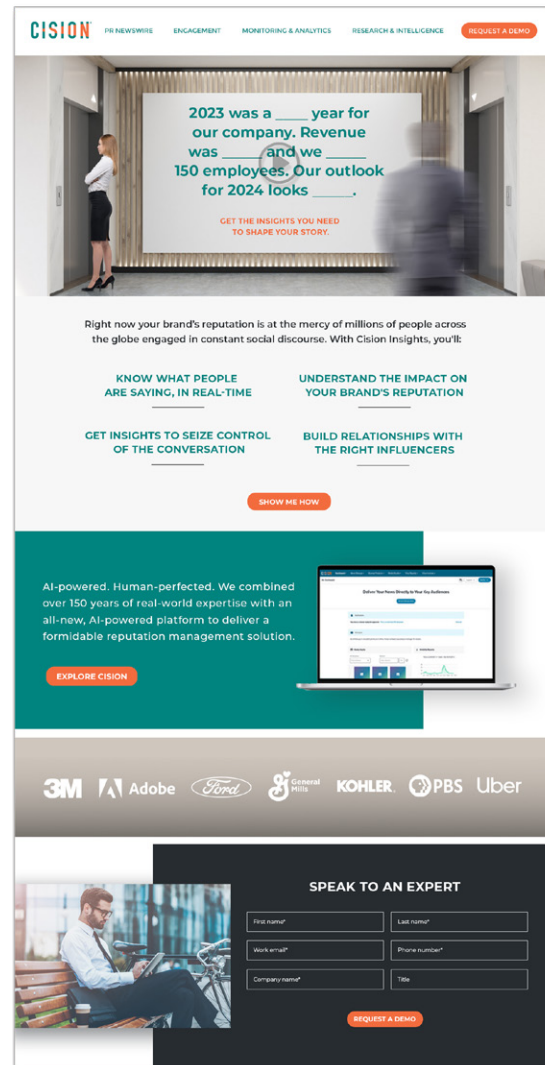 CISION
PR NEWSWIRE
ENGAGEMENT
MONITORING & ANALYTICS
RESEARCH & INTELLIGENCE
REQUEST A DEMO
2023 was a ____ year for
our company. Revenue
was _____ and we _____
150 employees. Our outlook
for 2024 looks _____.
GET THE INSIGHTS YOU NEED
TO SHAPE YOUR STORY.
Right now your brand's reputation is at the mercy of millions of people across
the globe engaged in constant social discourse. With Cision Insights, you'll:
KNOW WHAT PEOPLE
ARE SAYING, IN REAL-TIME
UNDERSTAND THE IMPACT ON
YOUR BRAND'S REPUTATION
GET INSIGHTS TO SEIZE CONTROL
OF THE CONVERSATION
BUILD RELATIONSHIPS WITH
THE RIGHT INFLUENCERS
SHOW ME HOW
AI-powered. Human-perfected. We combined
over 150 years of real-world expertise with an
all-new, AI-powered platform to deliver a
formidable reputation management solution.
EXPLORE CISION
Deliver Your News Directly to Your Key Audiences
3M
Adobe
Ford
General
Mills
KOHLER.
PBS
Uber
SPEAK TO AN EXPERT
First name*
Last name*
Work email*
Phone number*
Company name*
Title
REQUEST A DEMO